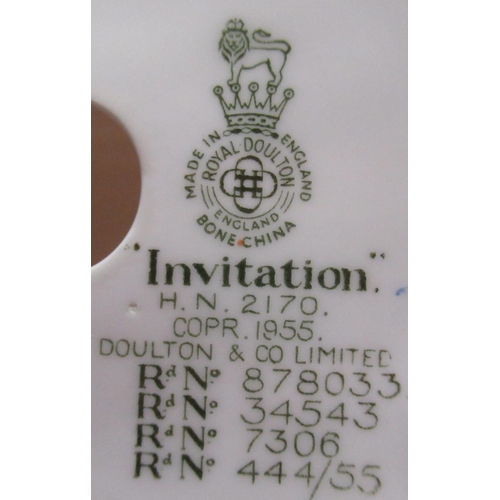 MADE IN ENGLAND
ROYAL DOULTON
ENGLAND
BONE CHINA
"Invitation."
H.N. 2170.
COPR. 1955.
DOULTON & CO LIMITED
Rd No 878033
Rd No 34543
Rd No 7306
Rd No 444/55